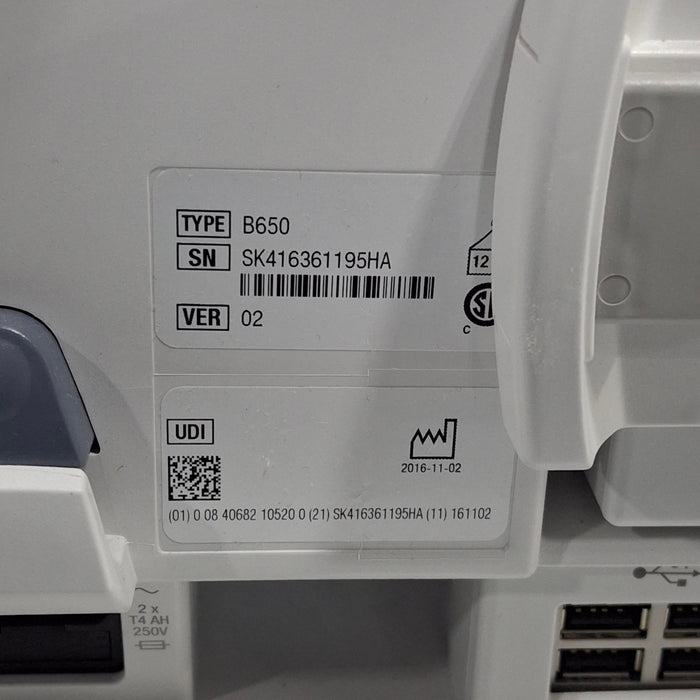 TYPE B650
SN SK416361195HA
12
VER 02
C
UDI
2016-11-02
(01) 0 08 40682 10520 0 (21) SK416361195HA (11) 161102
2 x
T4 AH
250V